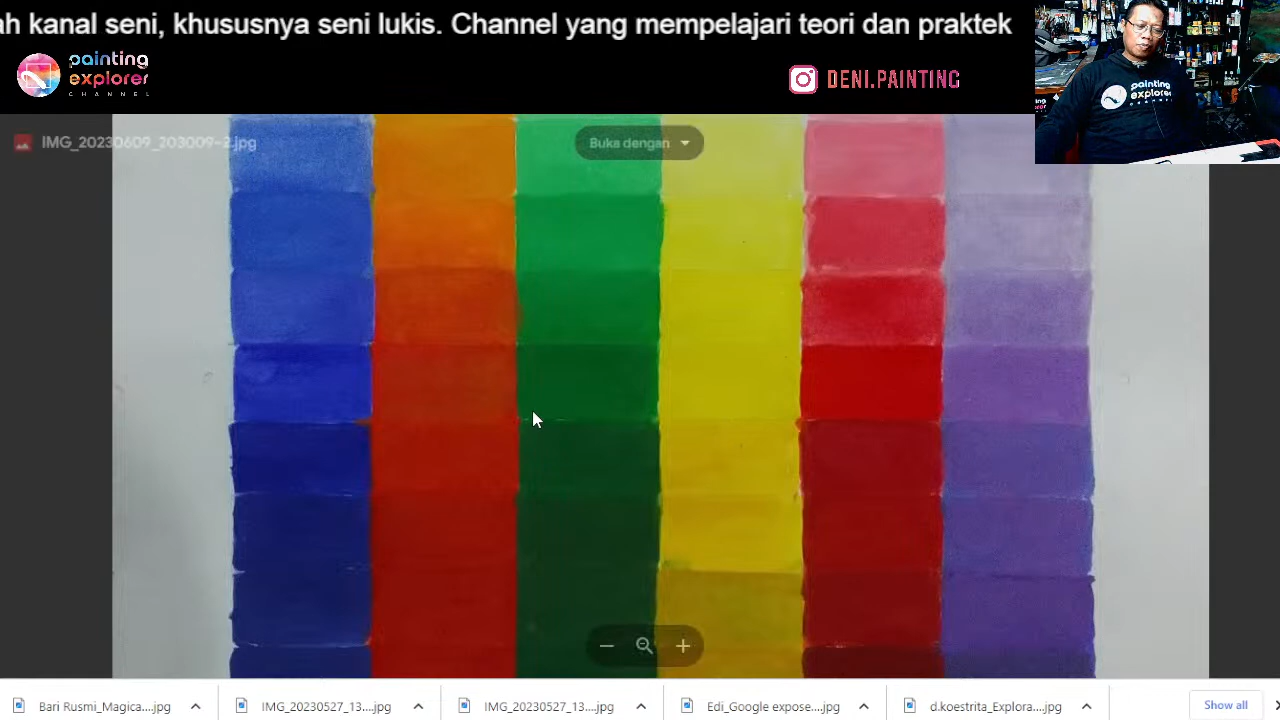 ah kanal seni, khususnya seni lukis. Channel yang mempelajari teori dan praktek
painting
explorer
CHANNEL
DENI.PAINTING
painting
explorer
IMG_20230609_203009-2.jpg
Buka dengan
Bari Rusmi_Magica....jpg
IMG_20230527_13....jpg
IMG_20230527_13....jpg
Edi_Google expose....jpg
d.koestrita_Explora....jpg
Show all